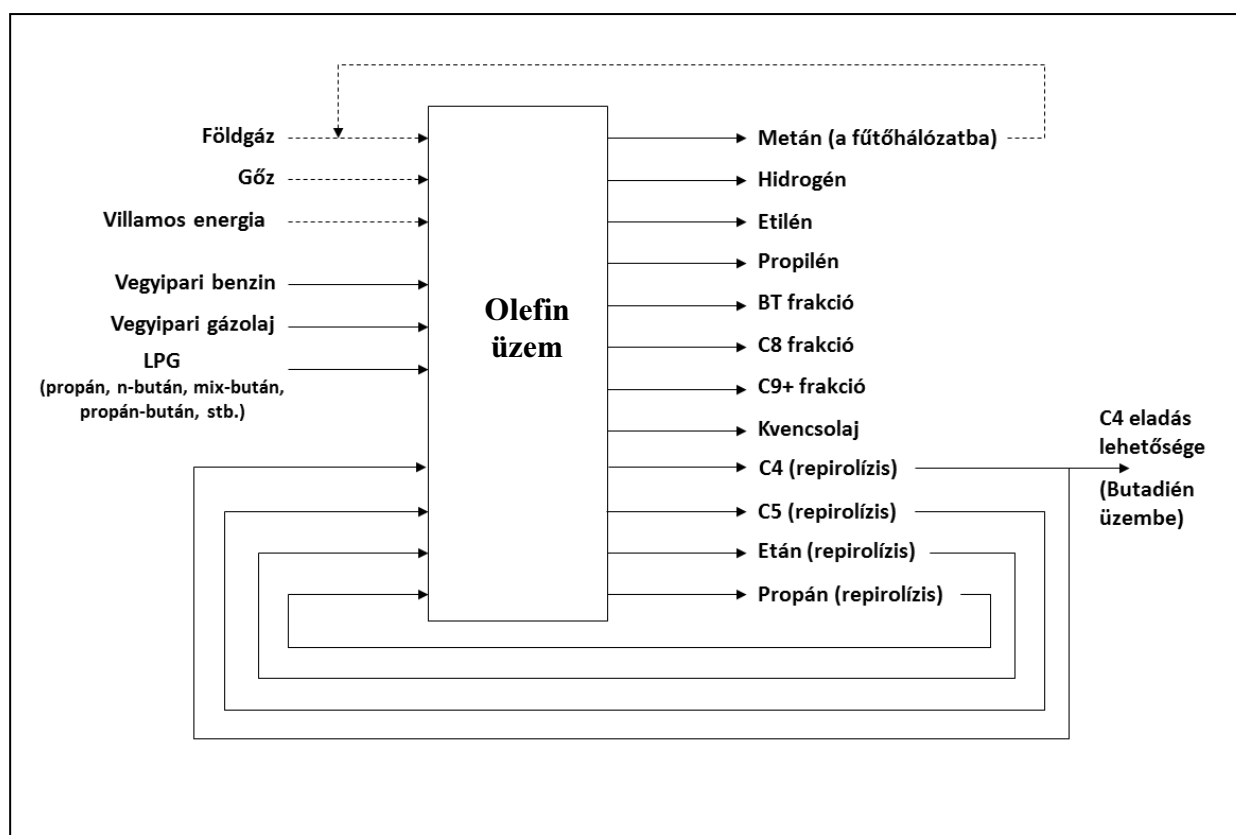 Földgáz
Gőz
Villamos energia
Vegyipari benzin
Vegyipari gázolaj
LPG
(propán, n-bután, mix-bután,
propán-bután, stb.)
Olefin
üzem
Metán (a fűtőhálózatba)
Hidrogén
Etilén
Propilén
BT frakció
C8 frakció
C9+ frakció
Kvencsolaj
C4 (repirolízis)
C5 (repirolízis)
Etán (repirolízis)
Propán (repirolízis)
C4 eladás
lehetősége
(Butadién
üzembe)